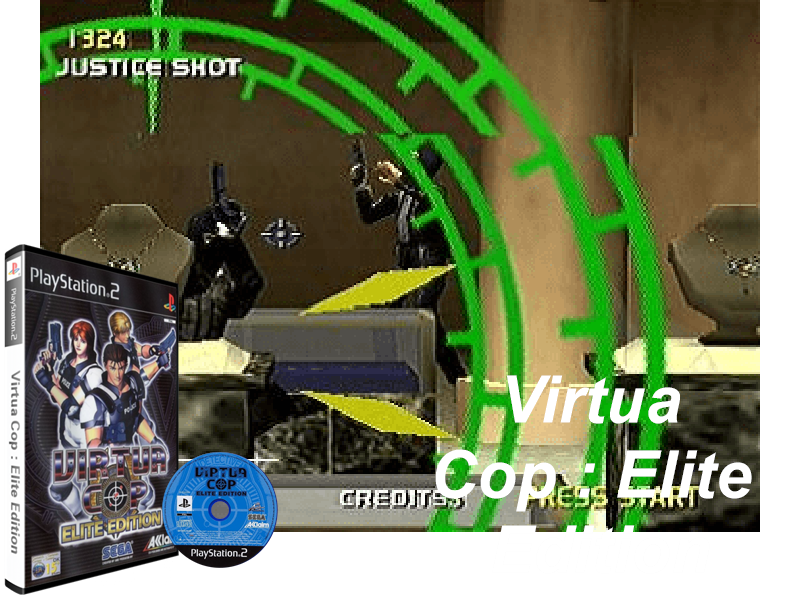 1324
JUSTICE SHOT
PlayStation.2
PlayStation.2
VIRTUA
COP
ELITE EDITION
SEGA
Acclaim
Virtua Cop : Elite Edition
VIRTUA
COP
ELITE EDITION
SEGA
Acclaim
PlayStation.2
Virtua
Cop : Elite
CREDITS
PRESS START